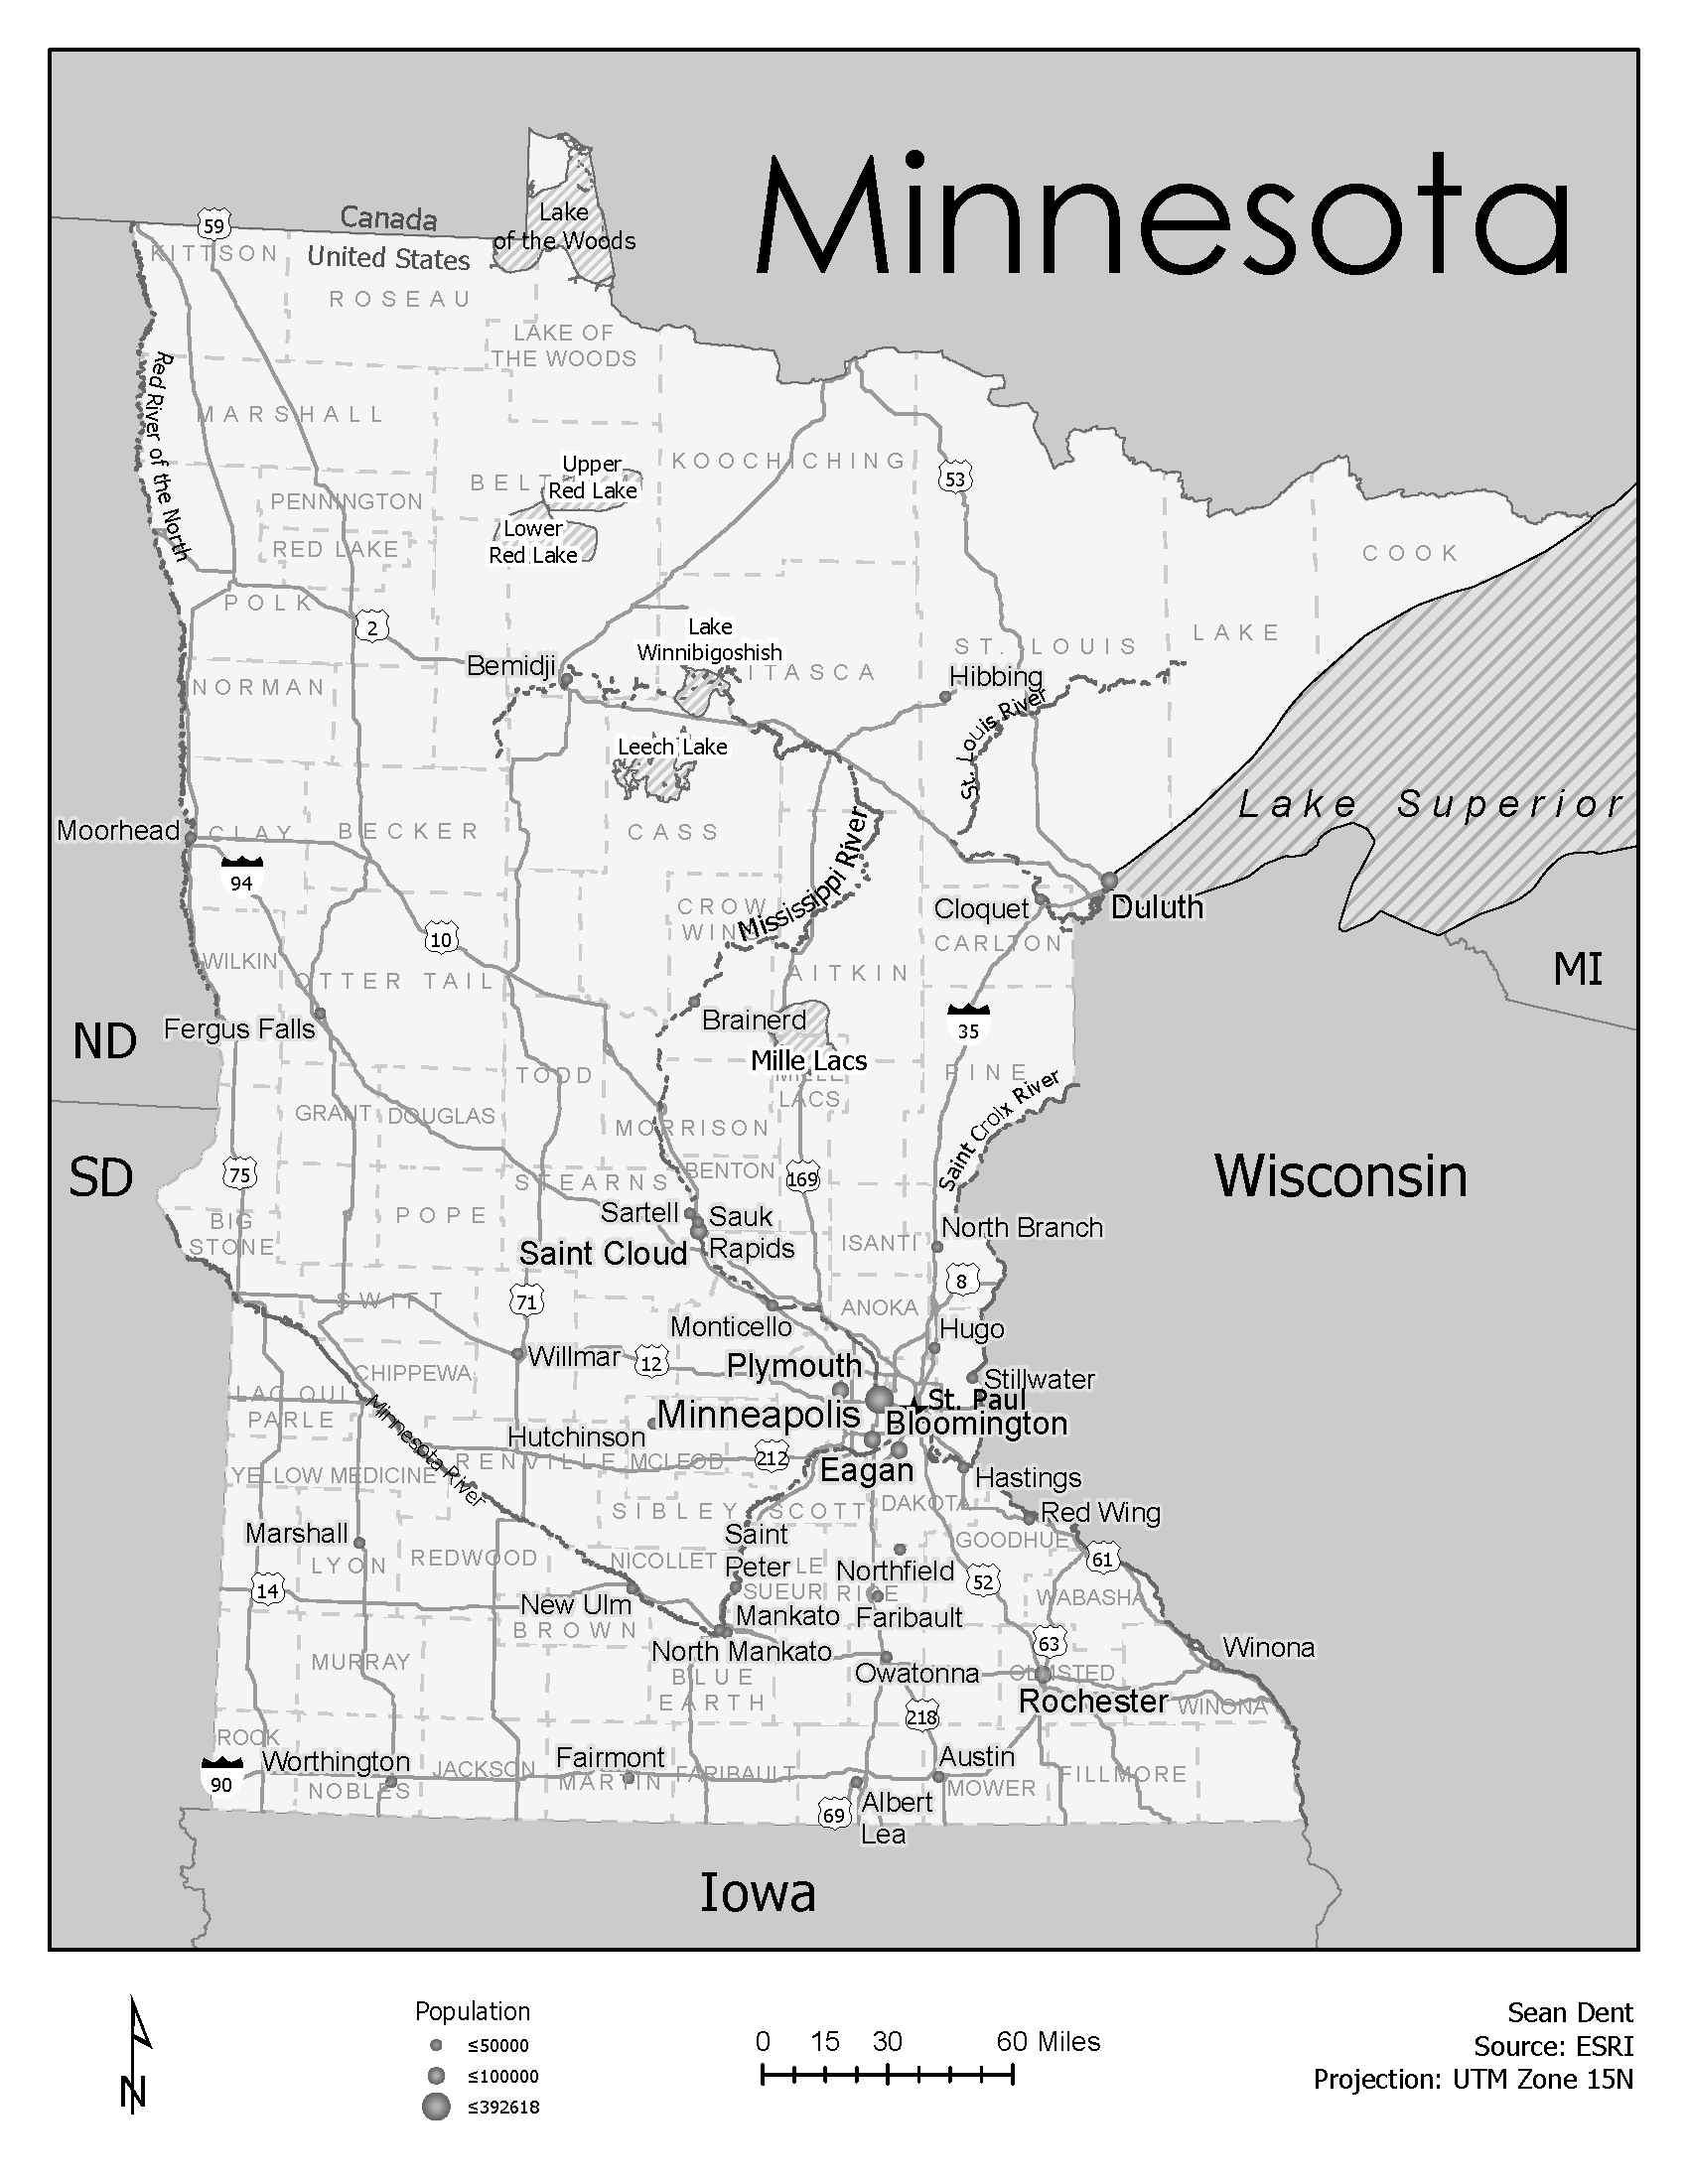 Minnesota
Canada
United States
59
Lake
of the Woods
KITTSON
ROSEAU
LAKE OF
THE WOODS
Red River of the North
MARSHALL
KOOCHICHING
53
BELT
Upper
Red Lake
PENNINGTON
Lower
Red Lake
RED LAKE
COOK
POLK
2
Lake
Winnibigoshish
ST. LOUIS
LAKE
Bemidji
ITASCA
Hibbing
NORMAN
St. Louis River
Leech Lake
Lake Superior
Moorhead
CLAY
BECKER
CASS
Mississippi River
94
CROW
WING
Cloquet
Duluth
10
CARLTON
WILKIN
OTTER TAIL
AITKIN
MI
ND
Fergus Falls
Brainerd
35
Mille Lacs
MILLE
LACS
PINE
TODD
Saint Croix River
GRANT
DOUGLAS
MORRISON
SD
75
STEARNS
BENTON
169
Wisconsin
BIG
STONE
POPE
Sartell
Sauk
Rapids
North Branch
Saint Cloud
ISANTI
8
SWIFT
71
ANOKA
Monticello
Hugo
Willmar
12
Plymouth
CHIPPEWA
Stillwater
LAC QUI
PARLE
St. Paul
Minneapolis
Bloomington
Minnesota River
Hutchinson
RENVILLE
MCLEOD
212
Eagan
YELLOW MEDICINE
Hastings
SIBLEY
SCOTT
DAKOTA
Red Wing
Marshall
Saint
Peter
GOODHUE
LYON
REDWOOD
NICOLLET
LE
SUEUR
Northfield
61
14
RICE
52
WABASHA
New Ulm
Mankato
Faribault
BROWN
North Mankato
63
Winona
MURRAY
BLUE
EARTH
Owatonna
OLMSTED
Rochester
WINONA
218
ROCK
90
Worthington
NOBLES
JACKSON
Fairmont
MARTIN
FARIBAULT
Austin
MOWER
FILLMORE
69
Albert
Lea
Iowa
N
Population
≤50000
≤100000
≤392618
0 15 30 60 Miles
Sean Dent
Source: ESRI
Projection: UTM Zone 15N